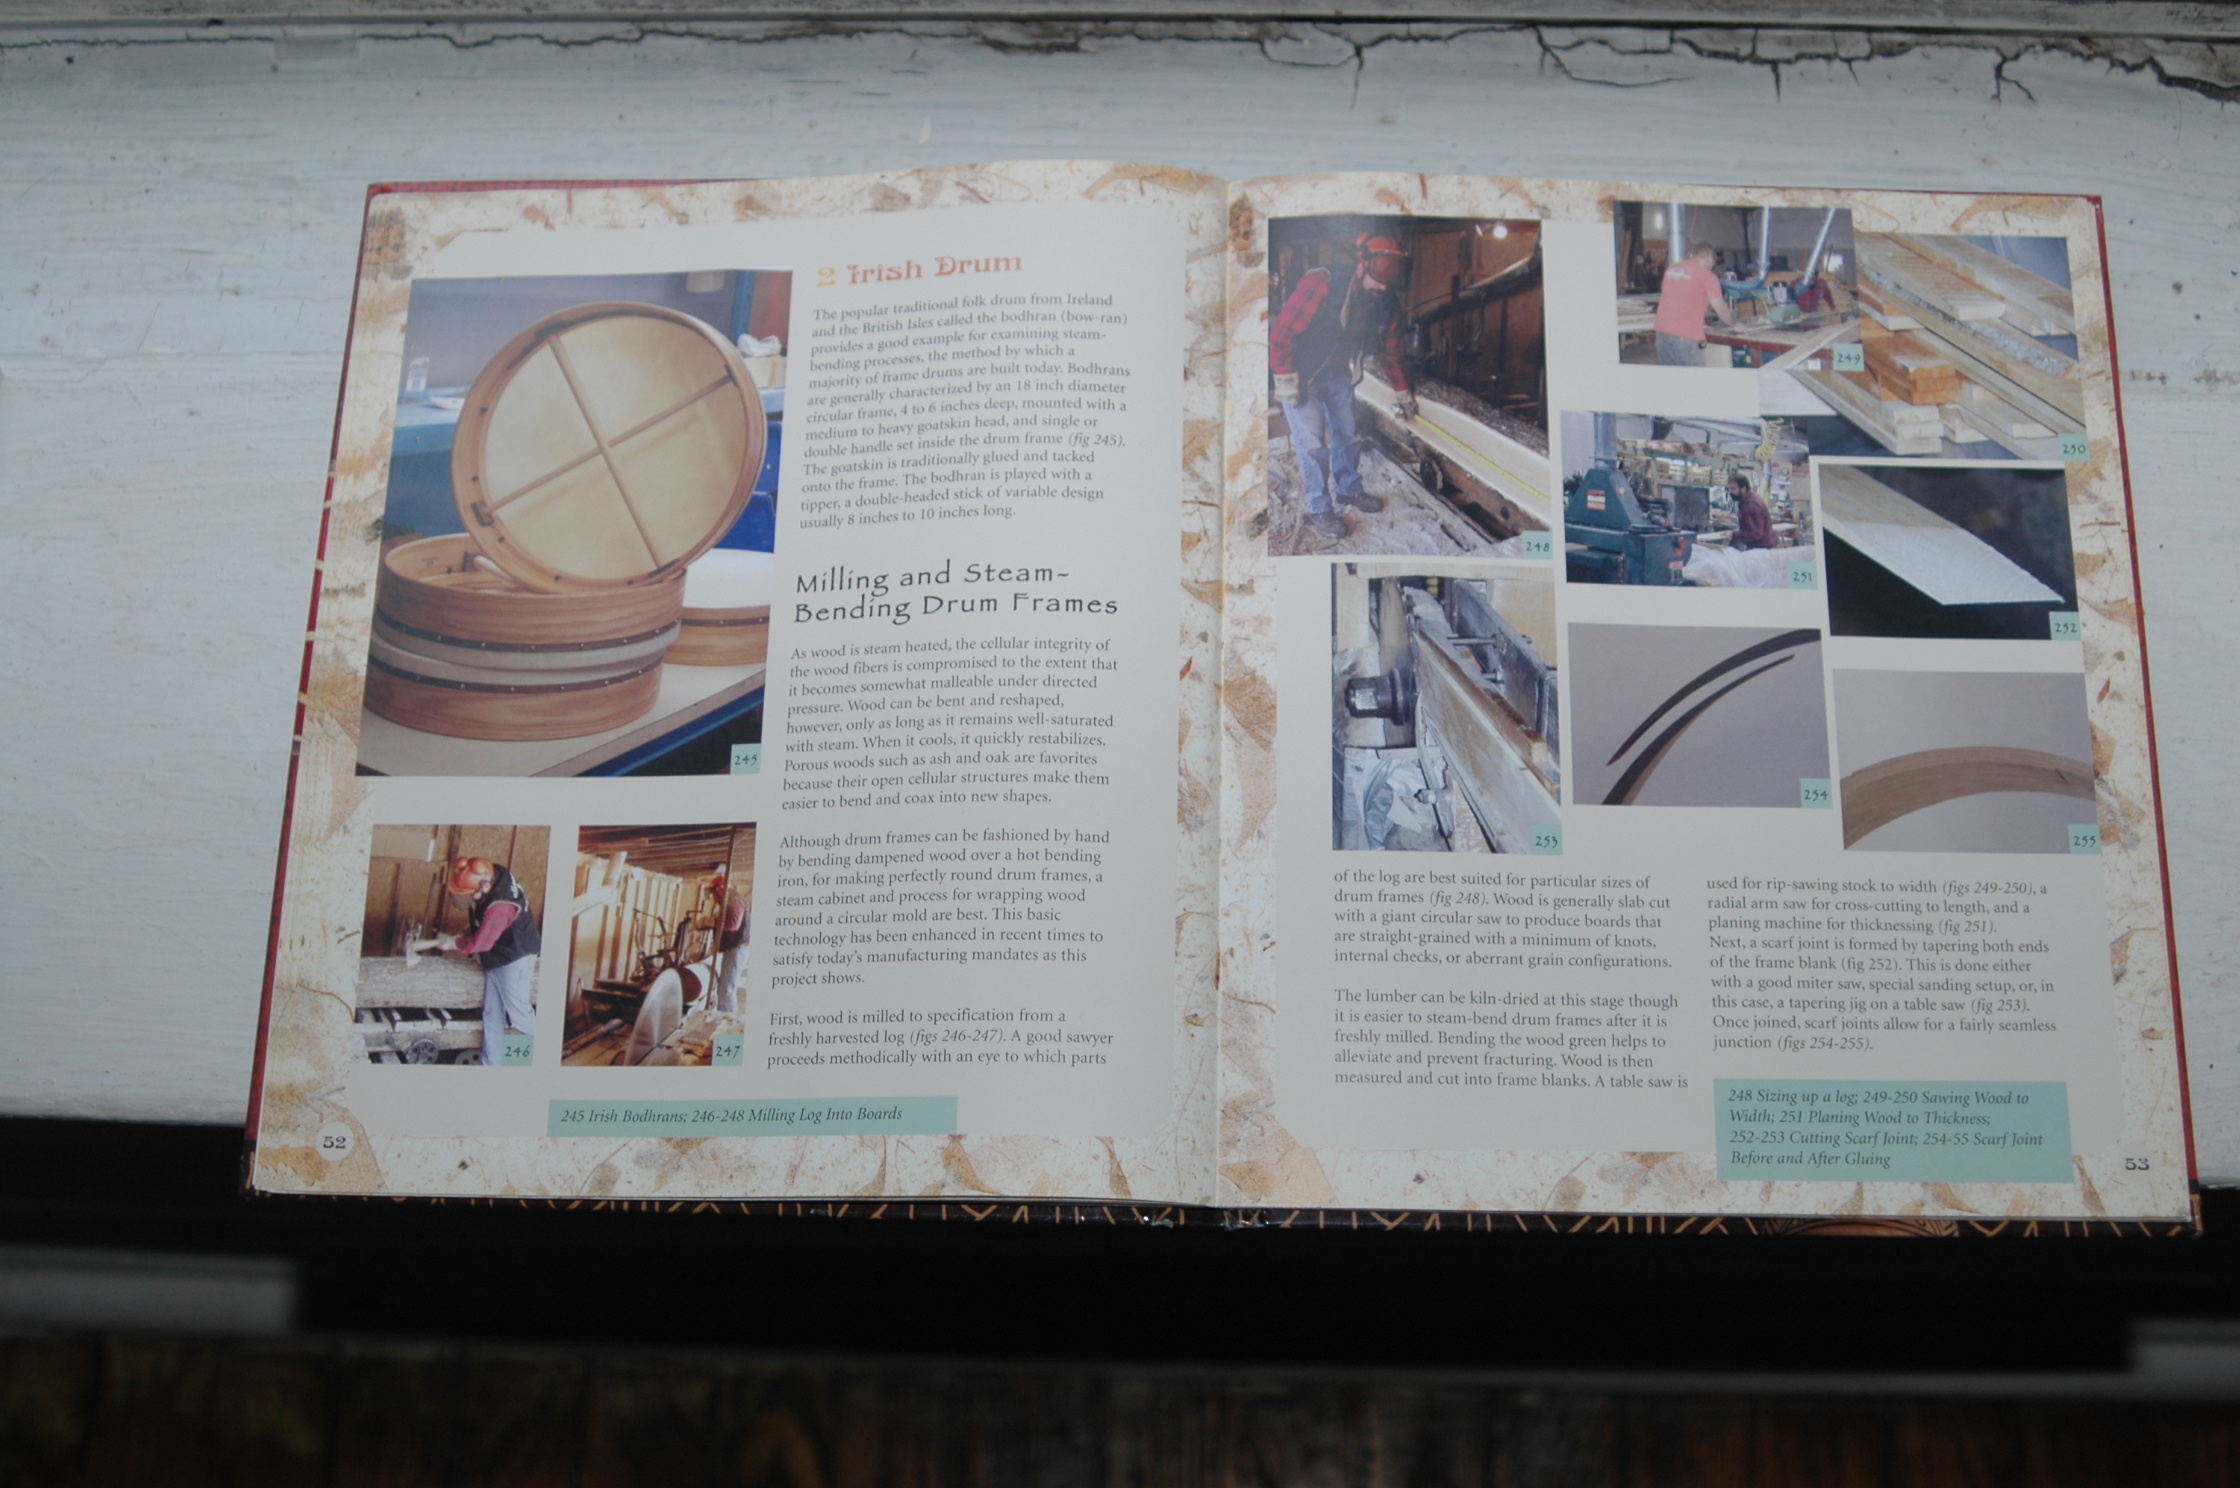 2 Irish Drum
The popular traditional folk drum from Ireland
and the British Isles called the bodhran (bow-ran)
provides a good example for examining steam-
bending processes, the method by which a
majority of frame drums are built today. Bodhrans
are generally characterized by an 18 inch diameter
circular frame, 4 to 6 inches deep, mounted with a
medium to heavy goatskin head, and single or
double handle set inside the drum frame (fig 245).
The goatskin is traditionally glued and tacked
onto the frame. The bodhran is played with a
tipper, a double-headed stick of variable design
usually 8 inches to 10 inches long.
Milling and Steam-
Bending Drum Frames
As wood is steam heated, the cellular integrity of
the wood fibers is compromised to the extent that
it becomes somewhat malleable under directed
pressure. Wood can be bent and reshaped,
however, only as long as it remains well-saturated
with steam. When it cools, it quickly restabilizes.
Porous woods such as ash and oak are favorites
because their open cellular structures make them
easier to bend and coax into new shapes.
Although drum frames can be fashioned by hand
by bending dampened wood over a hot bending
iron, for making perfectly round drum frames, a
steam cabinet and process for wrapping wood
around a circular mold are best. This basic
technology has been enhanced in recent times to
satisfy today's manufacturing mandates as this
project shows.
First, wood is milled to specification from a
freshly harvested log (figs 246-247). A good sawyer
proceeds methodically with an eye to which parts
245
246
247
245 Irish Bodhrans; 246-248 Milling Log Into Boards
52
248
249
250
251
252
253
254
255
of the log are best suited for particular sizes of
drum frames (fig 248). Wood is generally slab cut
with a giant circular saw to produce boards that
are straight-grained with a minimum of knots,
internal checks, or aberrant grain configurations.
The lumber can be kiln-dried at this stage though
it is easier to steam-bend drum frames after it is
freshly milled. Bending the wood green helps to
alleviate and prevent fracturing. Wood is then
measured and cut into frame blanks. A table saw is
used for rip-sawing stock to width (figs 249-250), a
radial arm saw for cross-cutting to length, and a
planing machine for thicknessing (fig 251).
Next, a scarf joint is formed by tapering both ends
of the frame blank (fig 252). This is done either
with a good miter saw, special sanding setup, or, in
this case, a tapering jig on a table saw (fig 253).
Once joined, scarf joints allow for a fairly seamless
junction (figs 254-255).
248 Sizing up a log; 249-250 Sawing Wood to
Width; 251 Planing Wood to Thickness;
252-253 Cutting Scarf Joint; 254-55 Scarf Joint
Before and After Gluing
53